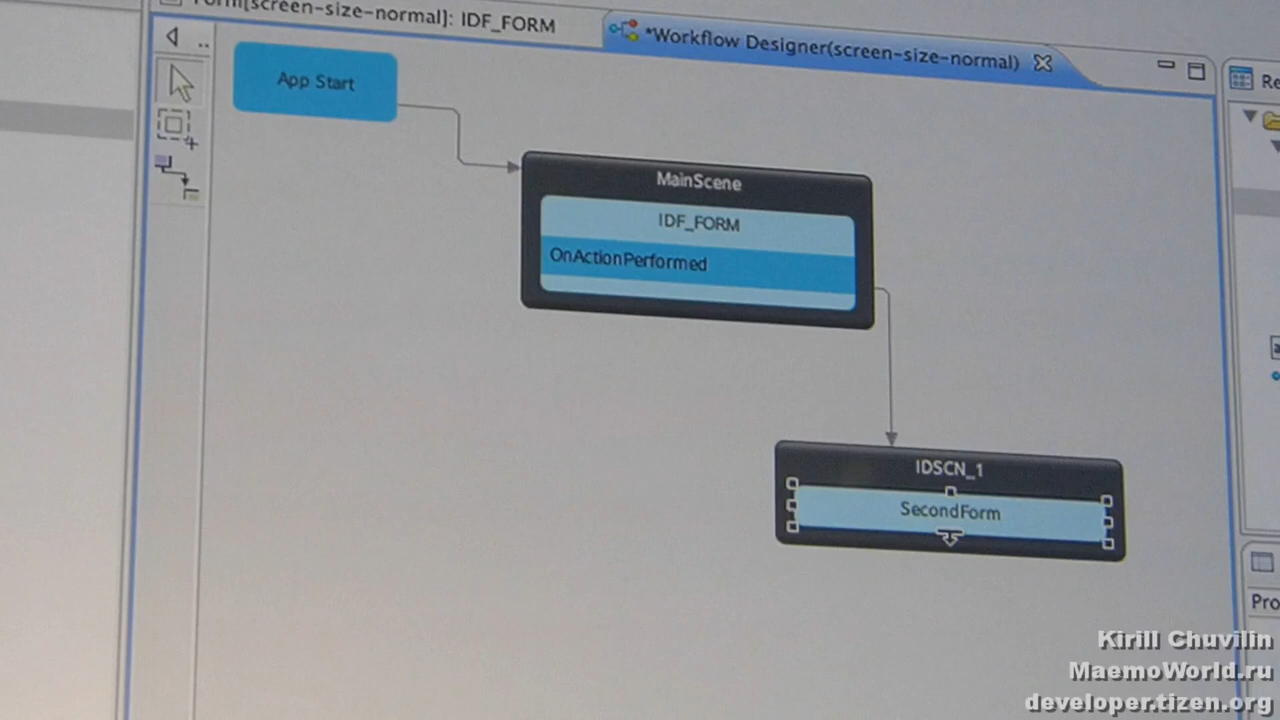 Form[screen-size-normal]: IDF_FORM
*Workflow Designer(screen-size-normal)
App Start
MainScene
IDF_FORM
OnActionPerformed
IDSCN_1
SecondForm
Kirill Chuvilin
MaemoWorld.ru
developer.tizen.org